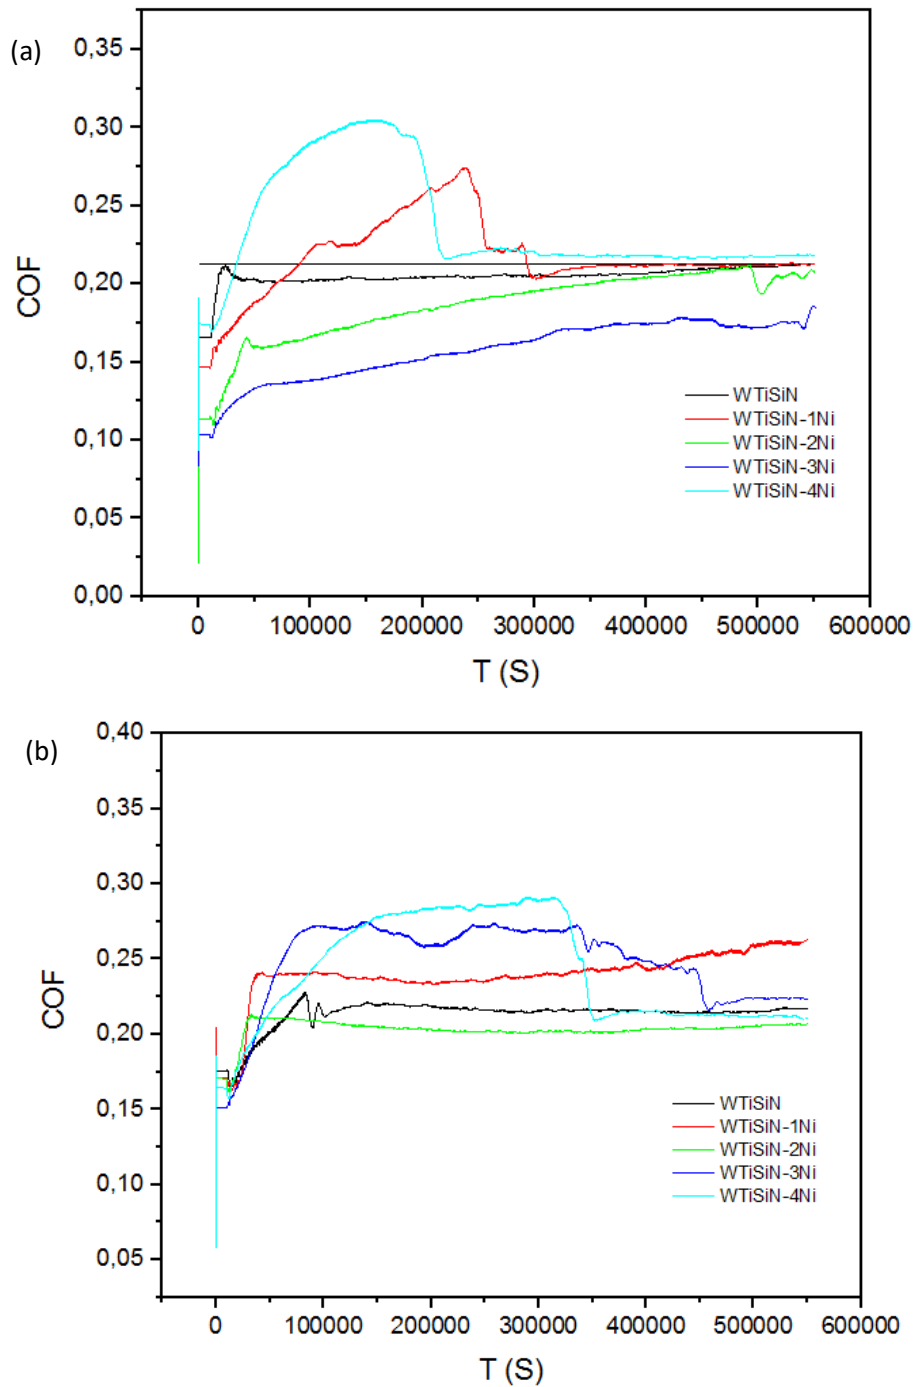 (a)
0,35
0,30
0,25
0,20
0,15
0,10
0,05
0,00
COF
WTiSiN
WTiSiN-1Ni
WTiSiN-2Ni
WTiSiN-3Ni
WTiSiN-4Ni
0 100000 200000 300000 400000 500000 600000
T (S)
(b)
0,40
0,35
0,30
0,25
0,20
0,15
0,10
0,05
COF
WTiSiN
WTiSiN-1Ni
WTiSiN-2Ni
WTiSiN-3Ni
WTiSiN-4Ni
0 100000 200000 300000 400000 500000 600000
T (S)